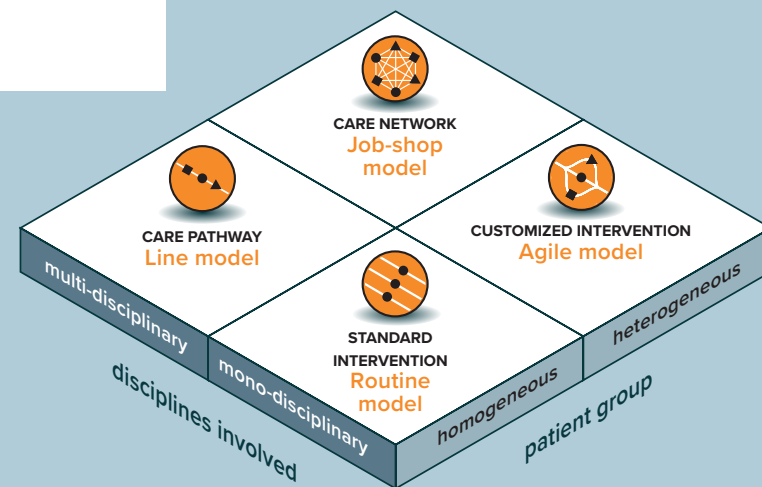 CARE NETWORK
Job-shop
model
CARE PATHWAY
Line model
CUSTOMIZED INTERVENTION
Agile model
STANDARD
INTERVENTION
Routine
model
multi-disciplinary
mono-disciplinary
homogeneous
heterogeneous
disciplines involved
patient group